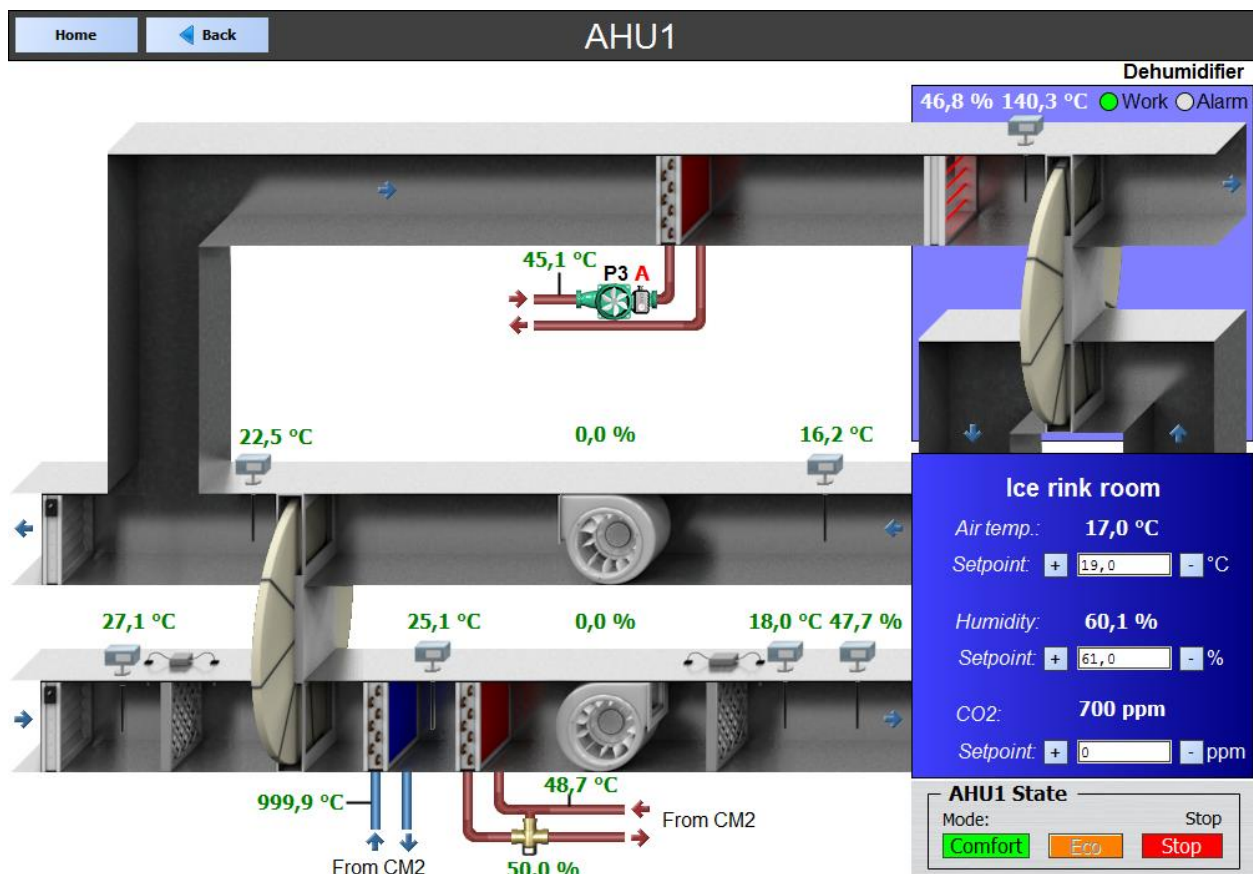 Home
Back
AHU1
Dehumidifier
46,8 % 140,3 °C Work Alarm
45,1 °C
P3 A
22,5 °C
0,0 %
16,2 °C
Ice rink room
Air temp.: 17,0 °C
Setpoint: + 19,0 - °C
27,1 °C
25,1 °C
0,0 %
18,0 °C 47,7 %
Humidity: 60,1 %
Setpoint: + 61,0 - %
CO2: 700 ppm
Setpoint: + 0 - ppm
999,9 °C
48,7 °C
From CM2
From CM2
50,0 %
AHU1 State
Mode: Stop
Comfort Eco Stop